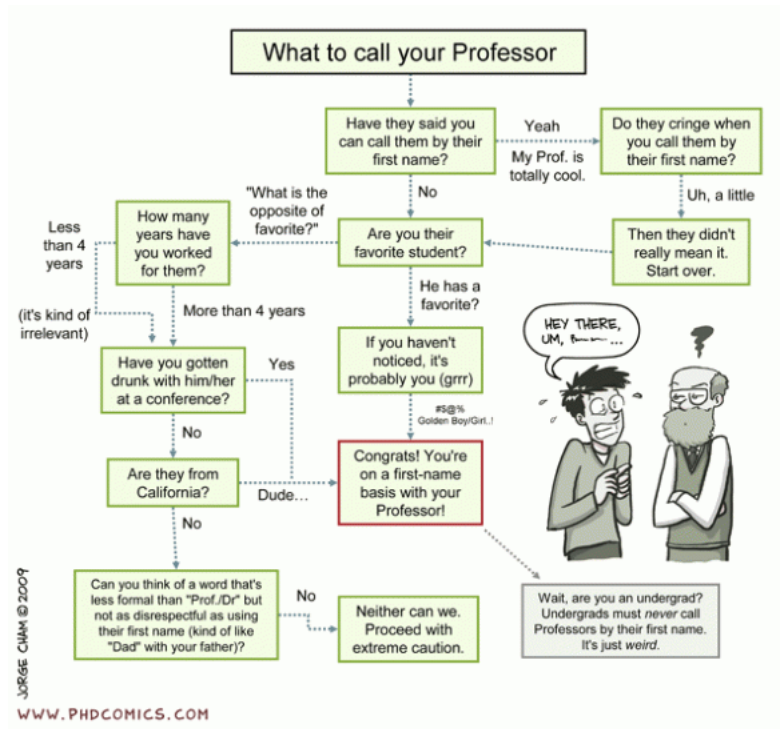 What to call your Professor
Have they said you
can call them by their
first name?
Yeah
My Prof. is
totally cool.
Do they cringe when
you call them by
their first name?
No
Uh, a little
"What is the
opposite of
favorite?"
Less
than 4
years
How many
years have
you worked
for them?
Are you their
favorite student?
Then they didn't
really mean it.
Start over.
He has a
favorite?
(it's kind of
irrelevant)
More than 4 years
HEY THERE,
UM,
...
If you haven't
noticed, it's
probably you (grrr)
Have you gotten
drunk with him/her
at a conference?
Yes
#$@%
Golden Boy/Girl..!
No
Congrats! You're
on a first-name
basis with your
Professor!
Are they from
California?
Dude...
No
Can you think of a word that's
less formal than "Prof./Dr" but
not as disrespectful as using
their first name (kind of like
"Dad" with your father)?
No
Neither can we.
Proceed with
extreme caution.
Wait, are you an undergrad?
Undergrads must never call
Professors by their first name.
It's just weird.
JORGE CHAM © 2009
WWW.PHDCOMICS.COM